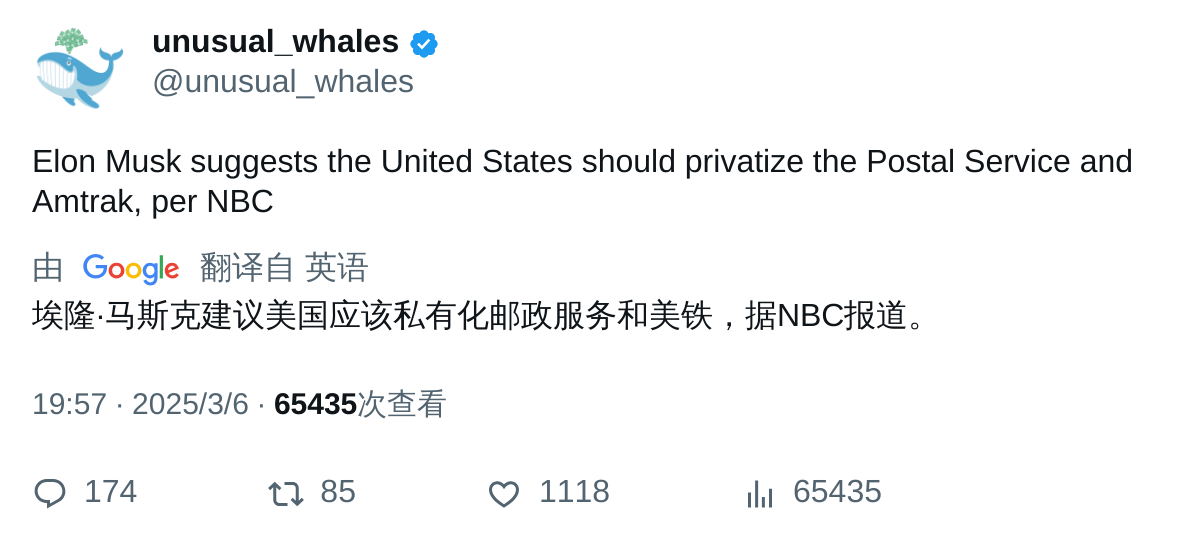 unusual_whales
@unusual_whales
Elon Musk suggests the United States should privatize the Postal Service and
Amtrak, per NBC
由 Google 翻译自 英语
埃隆·马斯克建议美国应该私有化邮政服务和美铁，据NBC报道。
19:57 · 2025/3/6 · 65435次查看
174 85 1118 65435